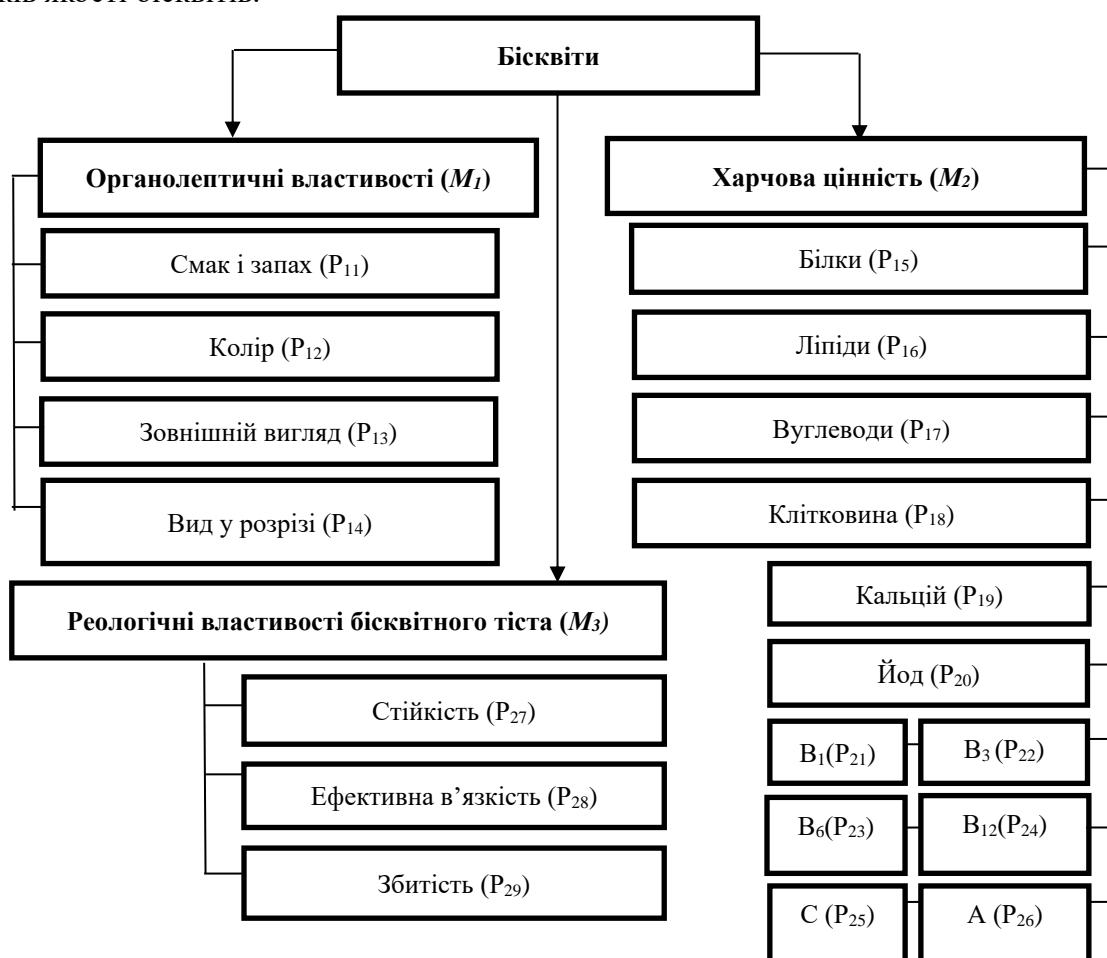 якості бісквітів.
Бісквіти
Органолептичні властивості (M₁)
Смак і запах (P₁₁)
Колір (P₁₂)
Зовнішній вигляд (P₁₃)
Вид у розрізі (P₁₄)
Харчова цінність (M₂)
Білки (P₁₅)
Ліпіди (P₁₆)
Вуглеводи (P₁₇)
Клітковина (P₁₈)
Кальцій (P₁₉)
Йод (P₂₀)
B₁(P₂₁)
B₃ (P₂₂)
B₆(P₂₃)
B₁₂(P₂₄)
C (P₂₅)
A (P₂₆)
Реологічні властивості бісквітного тіста (M₃)
Стійкість (P₂₇)
Ефективна в’язкість (P₂₈)
Збитість (P₂₉)